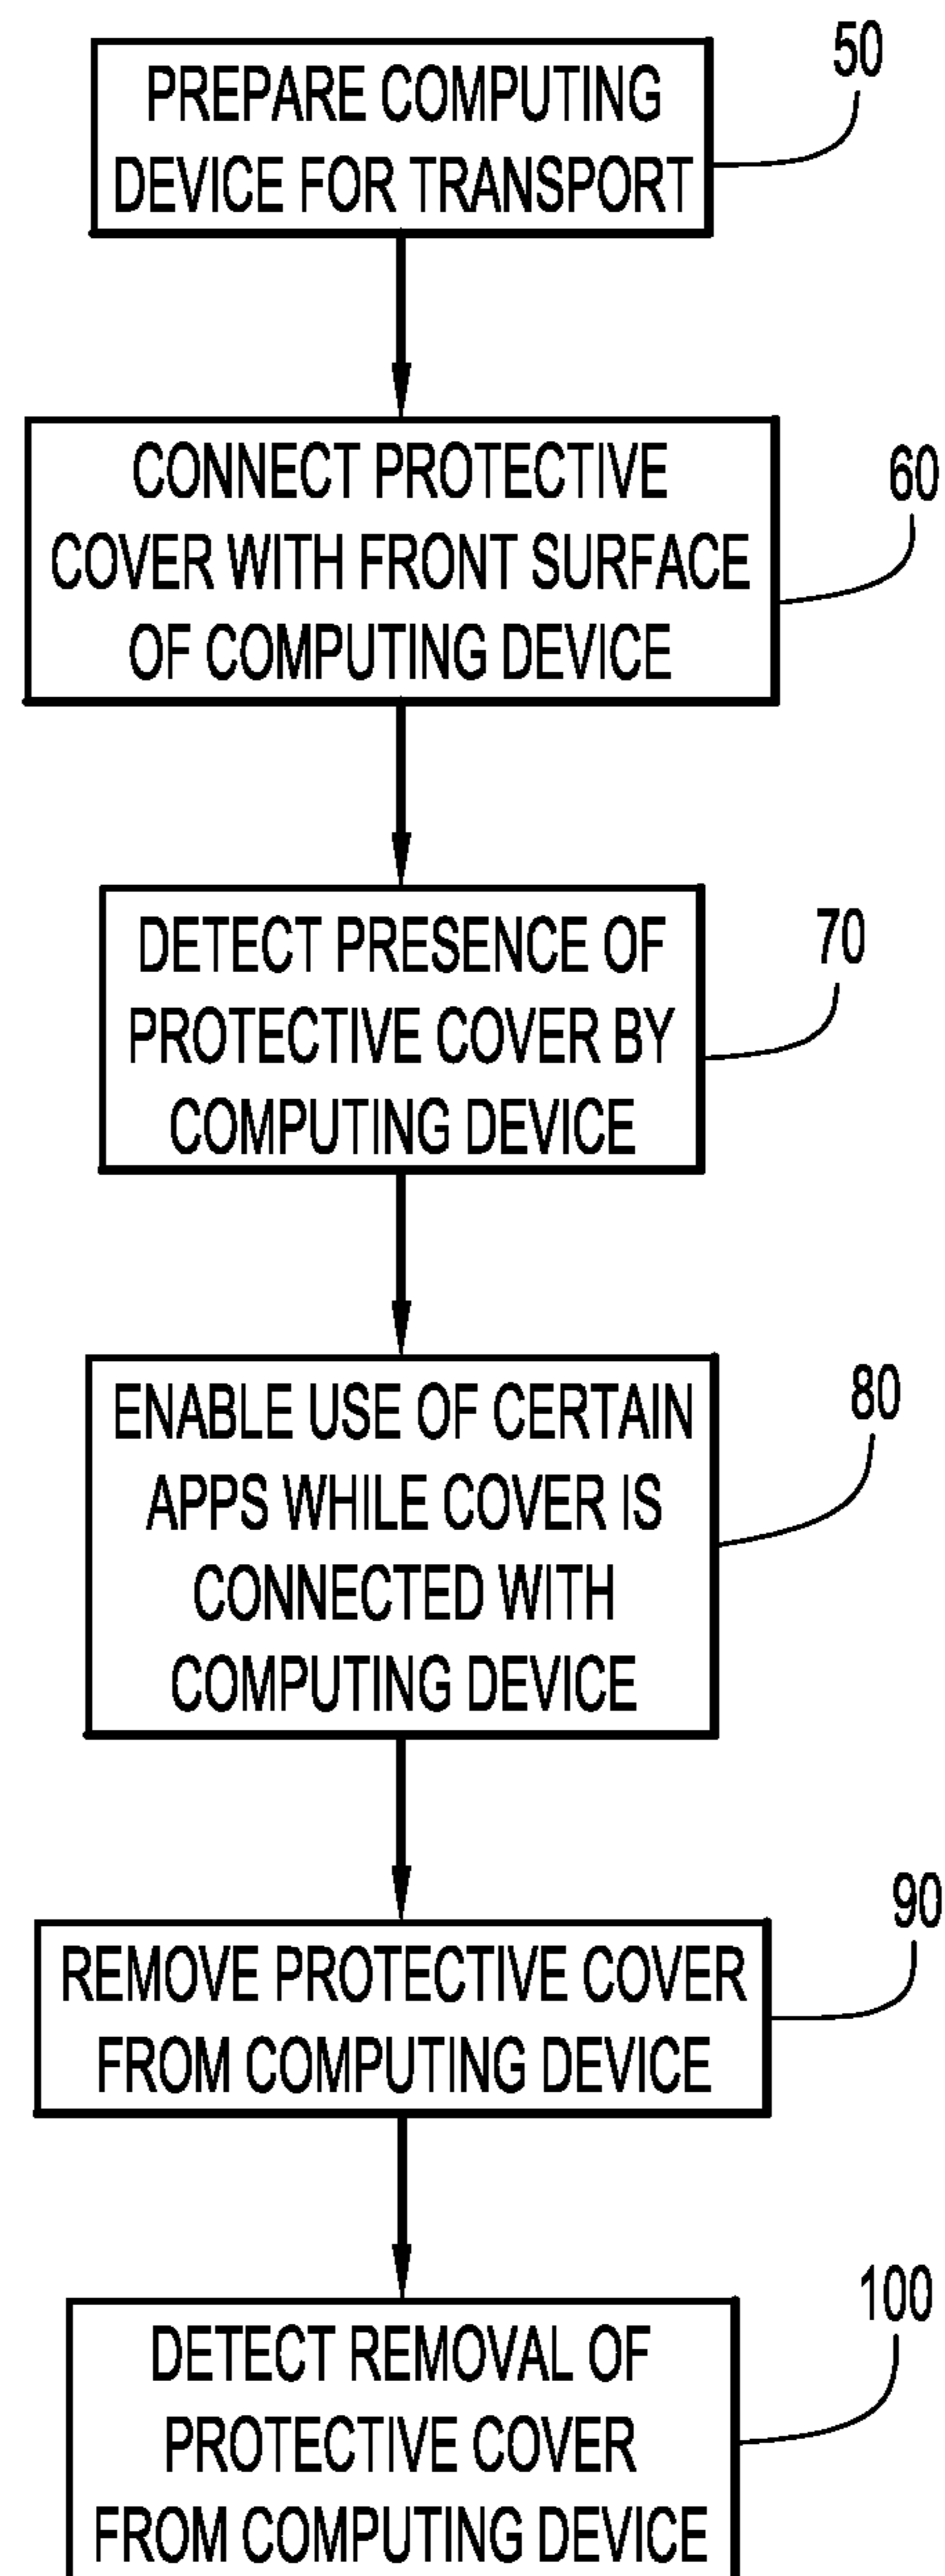 50
PREPARE COMPUTING
DEVICE FOR TRANSPORT
60
CONNECT PROTECTIVE
COVER WITH FRONT SURFACE
OF COMPUTING DEVICE
70
DETECT PRESENCE OF
PROTECTIVE COVER BY
COMPUTING DEVICE
80
ENABLE USE OF CERTAIN
APPS WHILE COVER IS
CONNECTED WITH
COMPUTING DEVICE
90
REMOVE PROTECTIVE COVER
FROM COMPUTING DEVICE
100
DETECT REMOVAL OF
PROTECTIVE COVER
FROM COMPUTING DEVICE